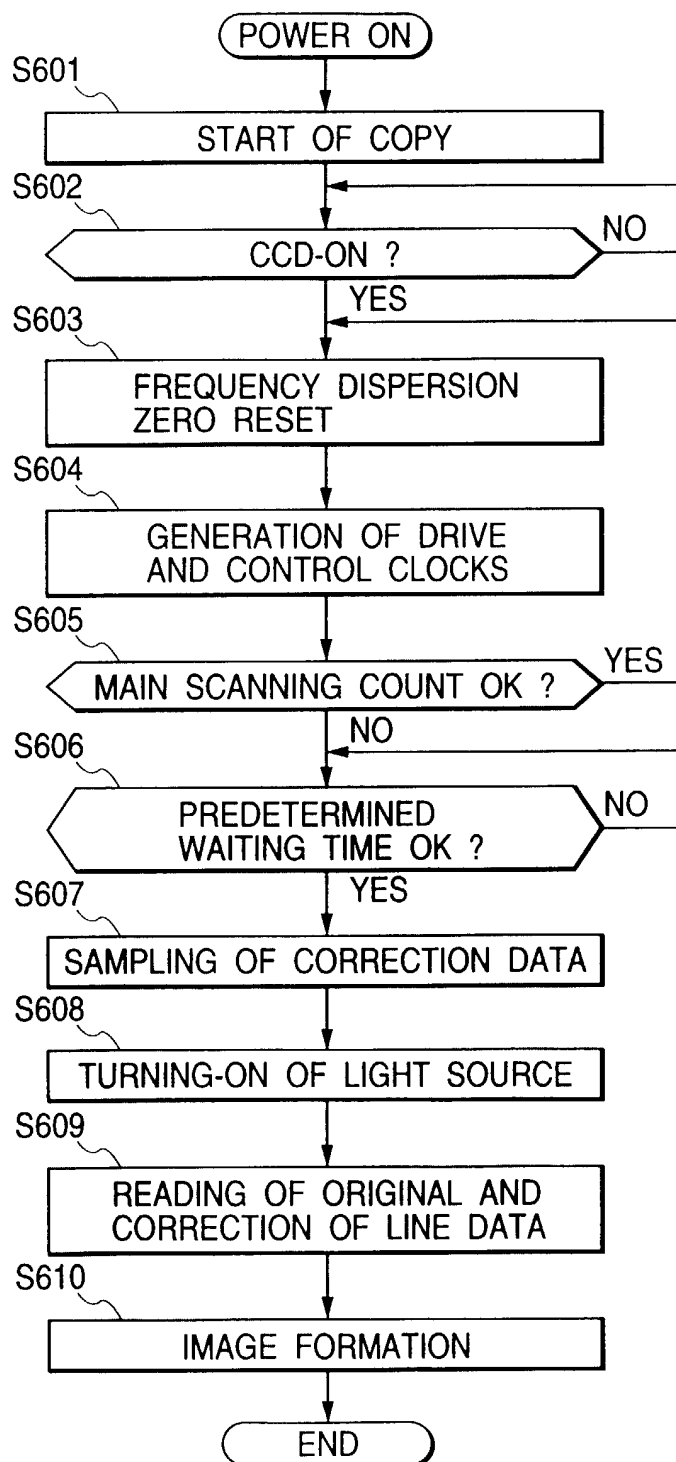 POWER ON
S601
START OF COPY
S602
CCD-ON ?
NO
YES
S603
FREQUENCY DISPERSION
ZERO RESET
S604
GENERATION OF DRIVE
AND CONTROL CLOCKS
S605
MAIN SCANNING COUNT OK ?
YES
NO
S606
PREDETERMINED
WAITING TIME OK ?
NO
YES
S607
SAMPLING OF CORRECTION DATA
S608
TURNING-ON OF LIGHT SOURCE
S609
READING OF ORIGINAL AND
CORRECTION OF LINE DATA
S610
IMAGE FORMATION
END